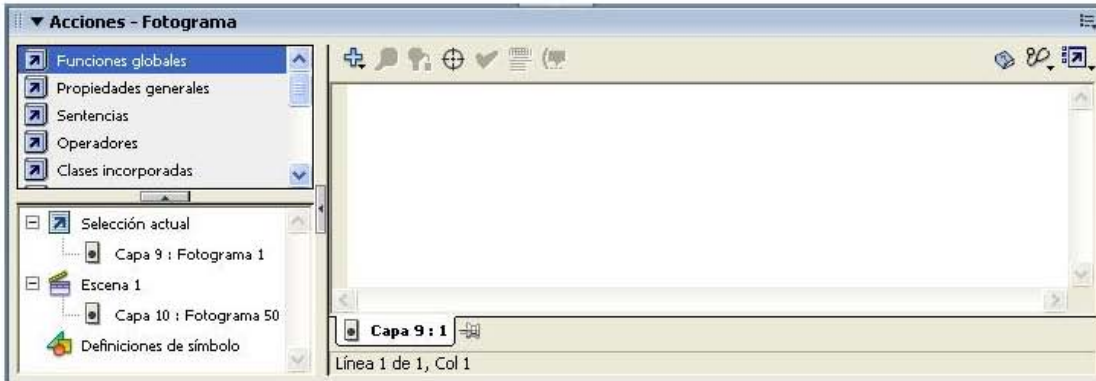 Acciones - Fotograma
Funciones globales
Propiedades generales
Sentencias
Operadores
Clases incorporadas
Selección actual
Capa 9 : Fotograma 1
Escena 1
Capa 10 : Fotograma 50
Definiciones de símbolo
Capa 9 : 1
Línea 1 de 1, Col 1